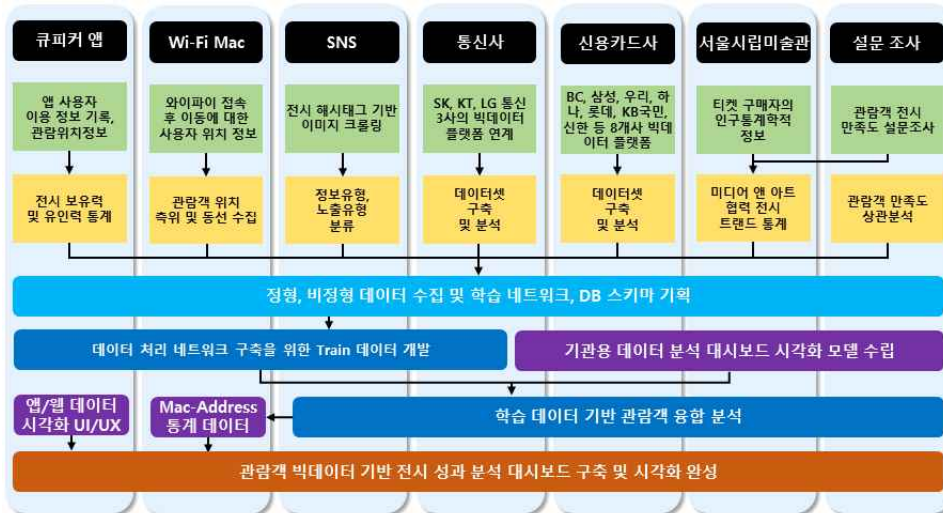 큐피커 앱
Wi-Fi Mac
SNS
통신사
신용카드사
서울시립미술관
설문 조사
앱 사용자
이용 정보 기록,
관람위치정보
와이파이 접속
후 이동에 대한
사용자 위치 정보
전시 해시태그 기반
이미지 크롤링
SK, KT, LG 통신
3사의 빅데이터
플랫폼 연계
BC, 삼성, 우리, 하
나, 롯데, KB국민,
신한 등 8개사 빅데
이터 플랫폼
티켓 구매자의
인구통계학적
정보
관람객 전시
만족도 설문조사
전시 보유력
및 유인력 통계
관람객 위치
측위 및 동선 수집
정보유형,
노출유형
분류
데이터셋
구축
및 분석
데이터셋
구축
및 분석
미디어 앤 아트
협력 전시
트랜드 통계
관람객 만족도
상관분석
정형, 비정형 데이터 수집 및 학습 네트워크, DB 스키마 기획
데이터 처리 네트워크 구축을 위한 Train 데이터 개발
기관용 데이터 분석 대시보드 시각화 모델 수립
앱/웹 데이터
시각화 UI/UX
Mac-Address
통계 데이터
학습 데이터 기반 관람객 융합 분석
관람객 빅데이터 기반 전시 성과 분석 대시보드 구축 및 시각화 완성